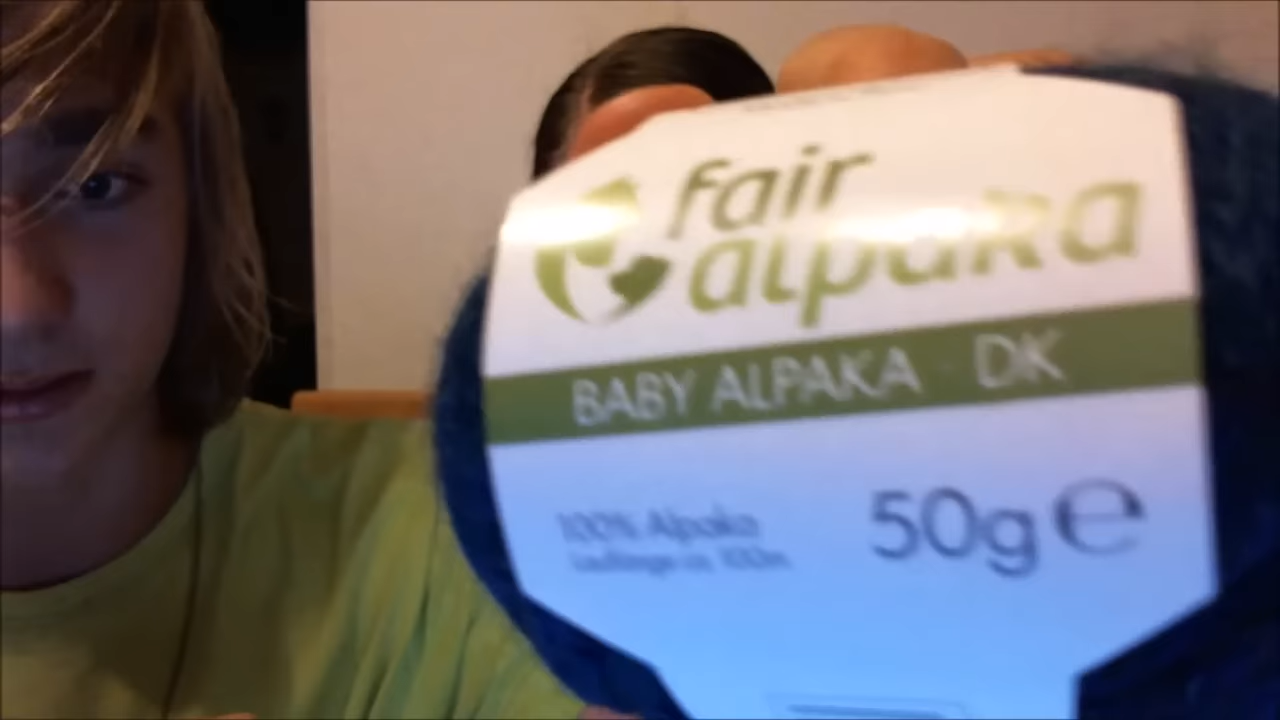 fair
alpaka
BABY ALPAKA - DK
100% Alpaka
50g ℮